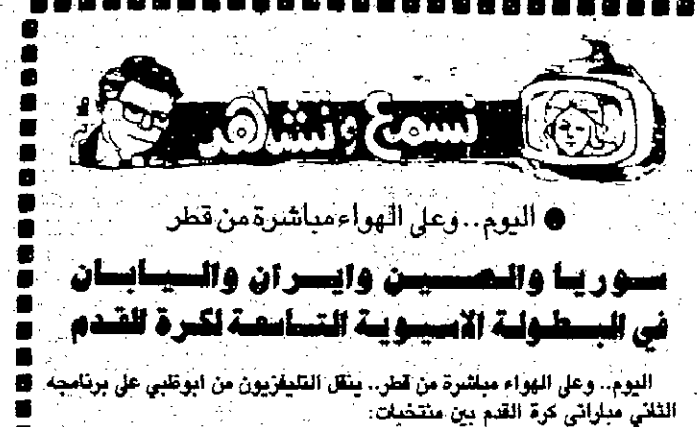 نسمع ونشاهد
● اليوم.. وعلى الهواء مباشرة من قطر
سوريا والصين وايران واليابان
في البطولة الاسيوية التاسعة لكرة القدم
اليوم.. وعلى الهواء مباشرة من قطر.. ينقل التليفزيون من ابوظبي على برنامجه
الثاني مباراتى كرة القدم بين منتخبات: